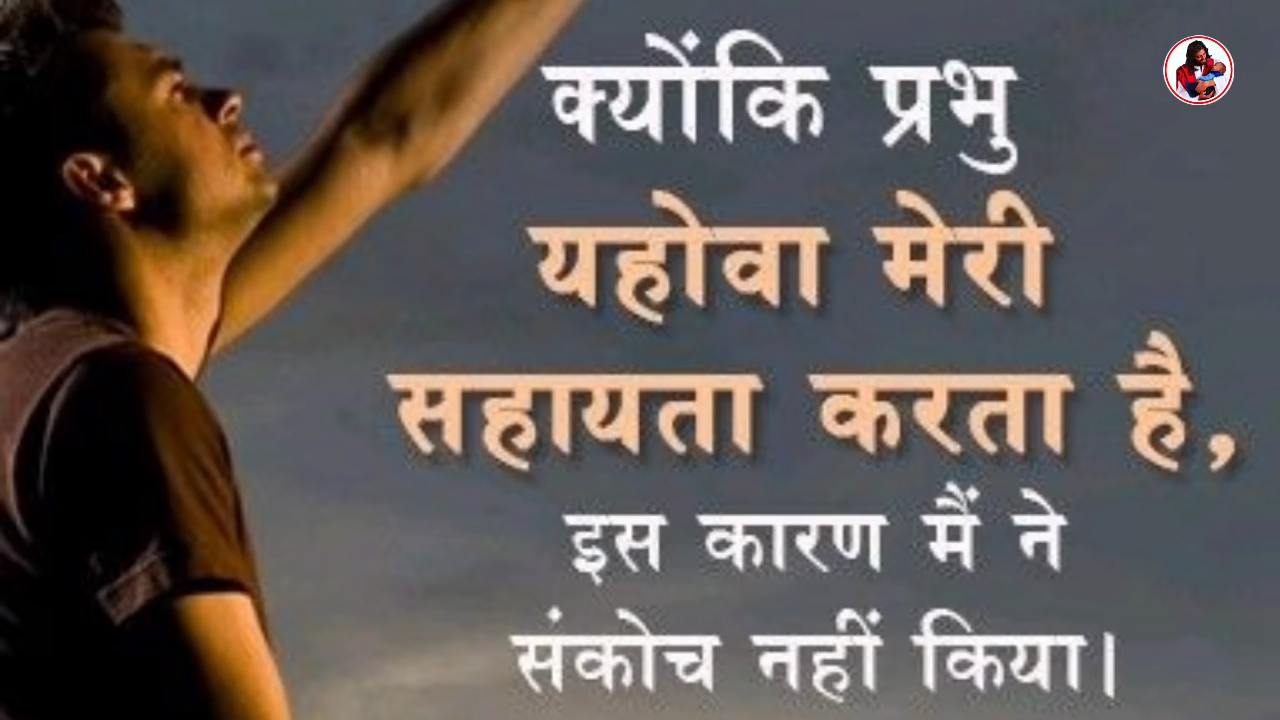 क्योंकि प्रभु
यहोवा मेरी
सहायता करता है,
इस कारण मैं ने
संकोच नहीं किया।